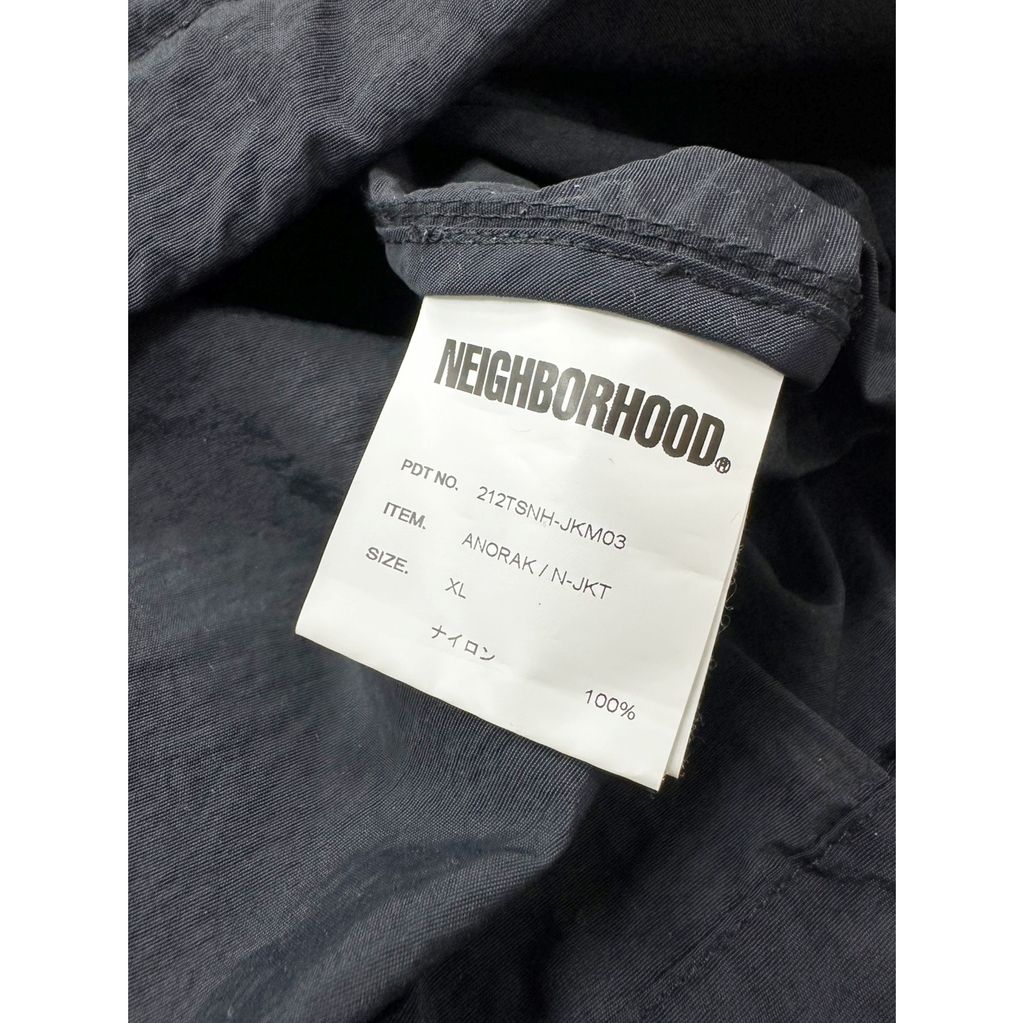 NEIGHBORHOOD®
PDT NO. 212TSNH-JKM03
ITEM. ANORAK / N-JKT
SIZE. XL
ナイロン 100%